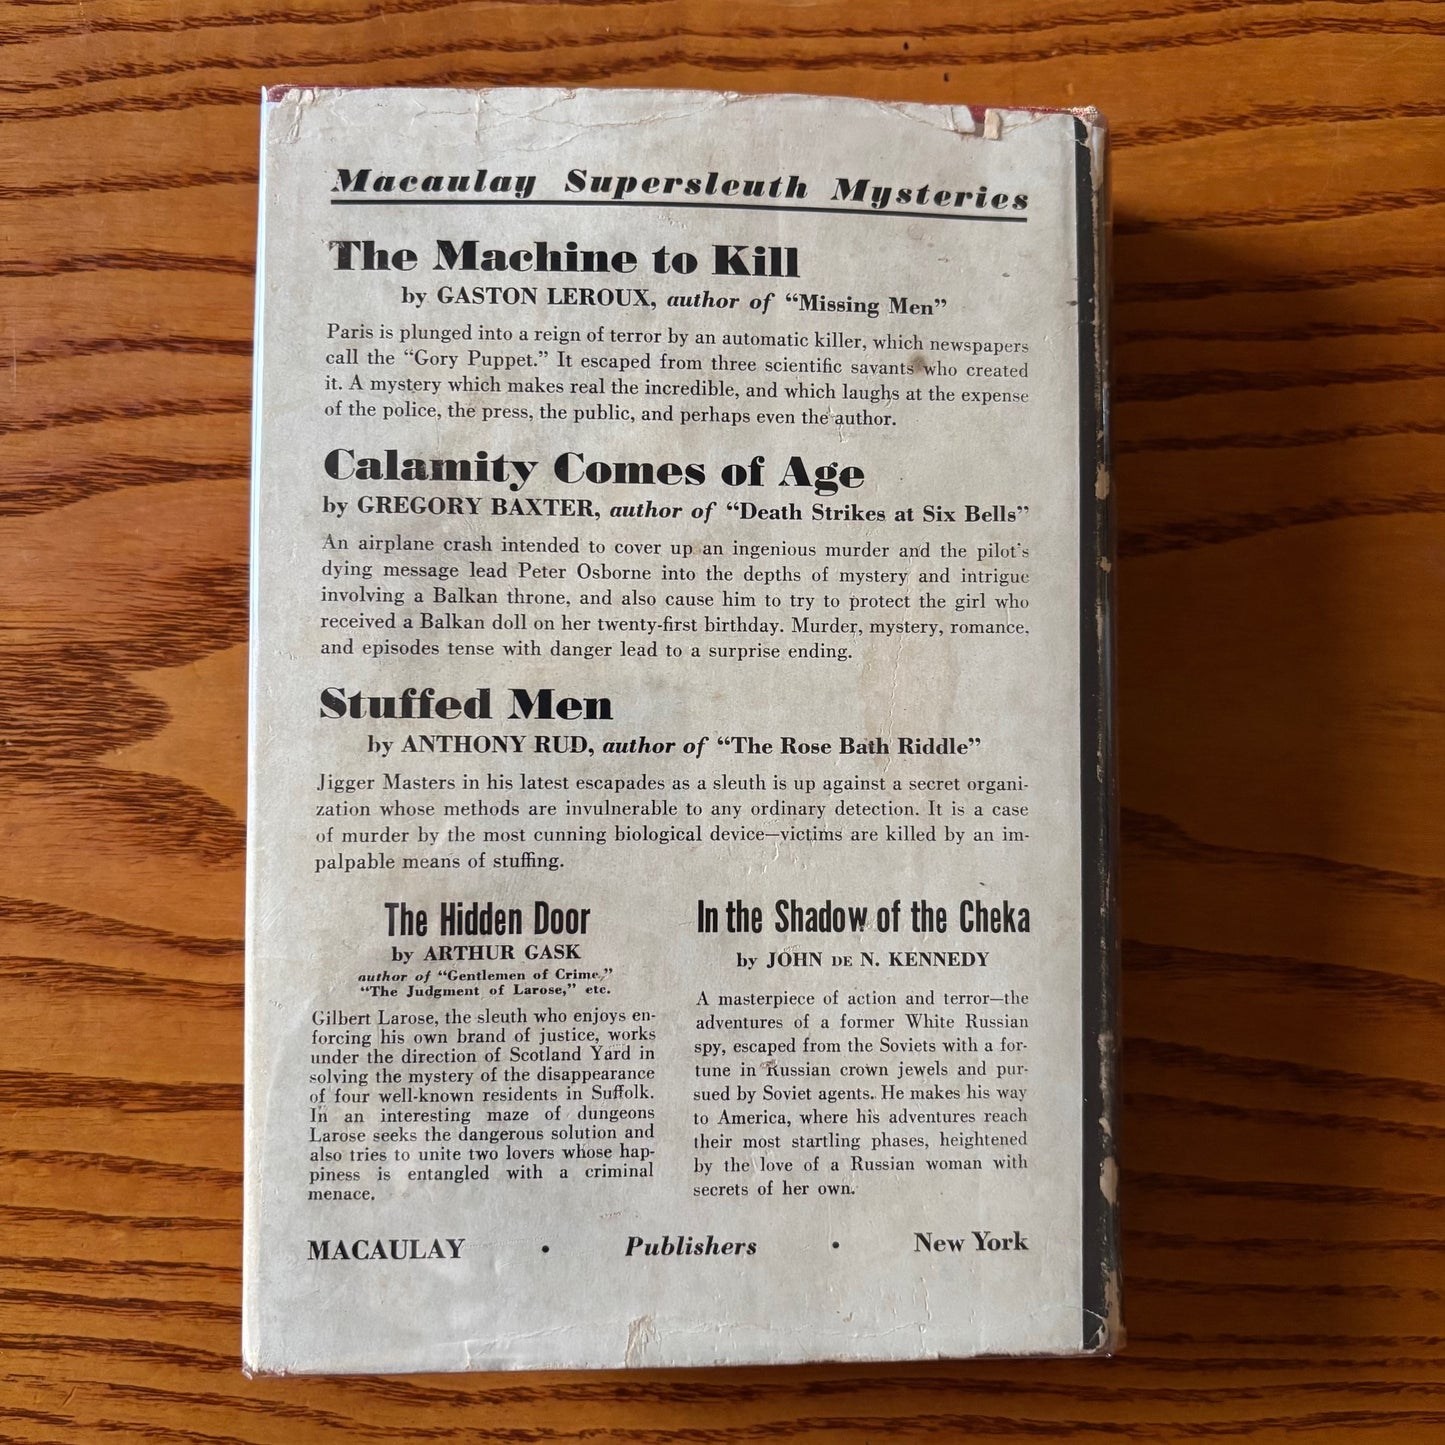 Macaulay Supersleuth Mysteries
The Machine to Kill
by GASTON LEROUX, author of “Missing Men”
Paris is plunged into a reign of terror by an automatic killer, which newspapers
call the “Gory Puppet.” It escaped from three scientific savants who created
it. A mystery which makes real the incredible, and which laughs at the expense
of the police, the press, the public, and perhaps even the author.
Calamity Comes of Age
by GREGORY BAXTER, author of “Death Strikes at Six Bells”
An airplane crash intended to cover up an ingenious murder and the pilot's
dying message lead Peter Osborne into the depths of mystery and intrigue
involving a Balkan throne, and also cause him to try to protect the girl who
received a Balkan doll on her twenty-first birthday. Murder, mystery, romance,
and episodes tense with danger lead to a surprise ending.
Stuffed Men
by ANTHONY RUD, author of “The Rose Bath Riddle”
Jigger Masters in his latest escapades as a sleuth is up against a secret organi-
zation whose methods are invulnerable to any ordinary detection. It is a case
of murder by the most cunning biological device—victims are killed by an im-
palpable means of stuffing.
The Hidden Door
by ARTHUR GASK
author of “Gentlemen of Crime,”
“The Judgment of Larose,” etc.
Gilbert Larose, the sleuth who enjoys en-
forcing his own brand of justice, works
under the direction of Scotland Yard in
solving the mystery of the disappearance
of four well-known residents in Suffolk.
In an interesting maze of dungeons
Larose seeks the dangerous solution and
also tries to unite two lovers whose hap-
piness is entangled with a criminal
menace.
In the Shadow of the Cheka
by JOHN DE N. KENNEDY
A masterpiece of action and terror—the
adventures of a former White Russian
spy, escaped from the Soviets with a for-
tune in Russian crown jewels and pur-
sued by Soviet agents. He makes his way
to America, where his adventures reach
their most startling phases, heightened
by the love of a Russian woman with
secrets of her own.
MACAULAY • Publishers • New York